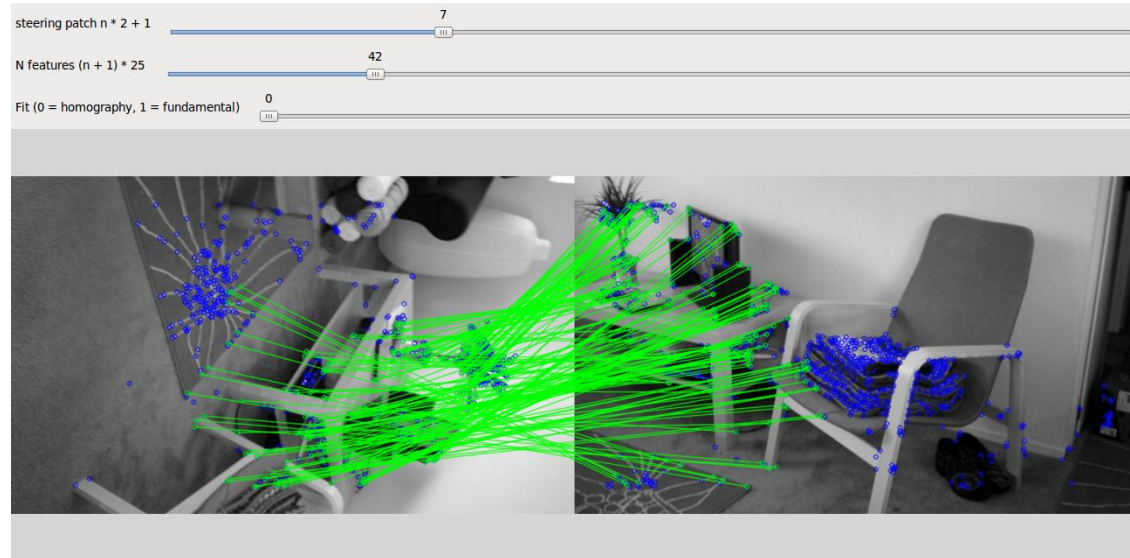 steering patch n * 2 + 1
7
N features (n + 1) * 25
42
Fit (0 = homography, 1 = fundamental)
0